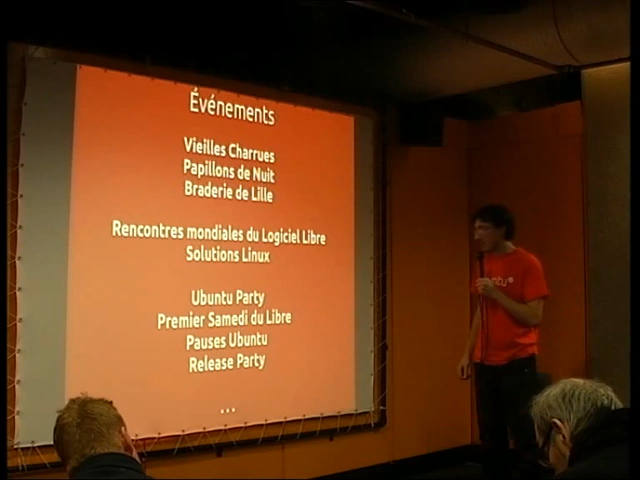 Événements
Vieilles Charrues
Papillons de Nuit
Braderie de Lille
Rencontres mondiales du Logiciel Libre
Solutions Linux
Ubuntu Party
Premier Samedi du Libre
Pauses Ubuntu
Release Party
...